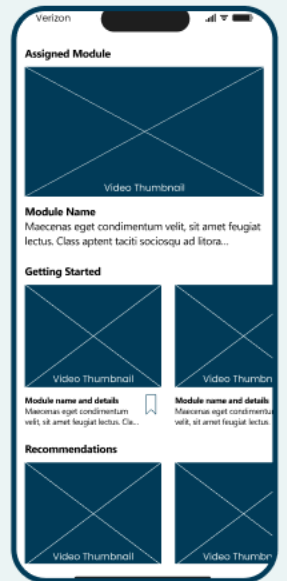 Verizon
Assigned Module
Video Thumbnail
Module Name
Maecenas eget condimentum velit, sit amet feugiat
lectus. Class aptent taciti sociosqu ad litora...
Getting Started
Video Thumbnail
Video Thumbn
Module name and details
Maecenas eget condimentum
velit, sit amet feugiat lectus. Cla...
Module name and details
Maecenas eget condimentu
velit, sit amet feugiat lectus.
Recommendations
Video Thumbnail
Video Thumbn